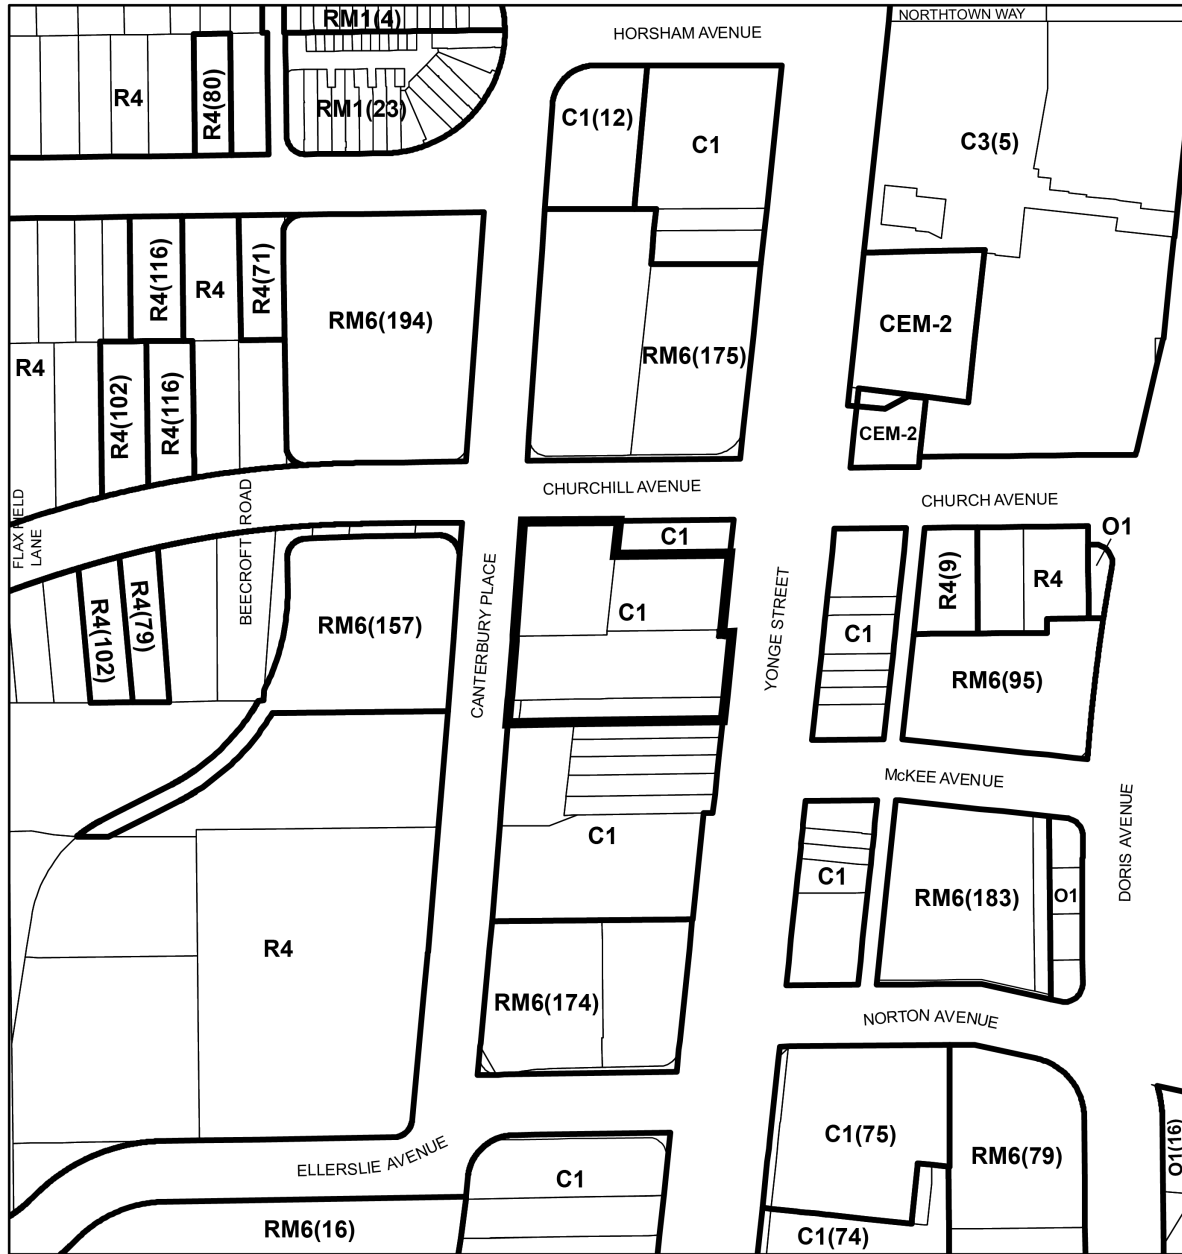 RM1(4)
NORTHTOWN WAY
HORSHAM AVENUE
R4
R4(80)
RM1(23)
C1(12)
C1
C3(5)
R4(116)
R4
R4(71)
RM6(194)
CEM-2
RM6(175)
R4
R4(102)
R4(116)
CEM-2
CHURCHILL AVENUE
CHURCH AVENUE
FLAXFIELD
LANE
BEECROFT ROAD
C1
O1
R4(9)
R4
R4(102)
R4(79)
RM6(157)
CANTERBURY PLACE
C1
YONGE STREET
C1
RM6(95)
McKEE AVENUE
DORIS AVENUE
C1
C1
RM6(183)
O1
R4
RM6(174)
NORTON AVENUE
C1(75)
RM6(79)
O1(16)
ELLERSLIE AVENUE
C1
RM6(16)
C1(74)